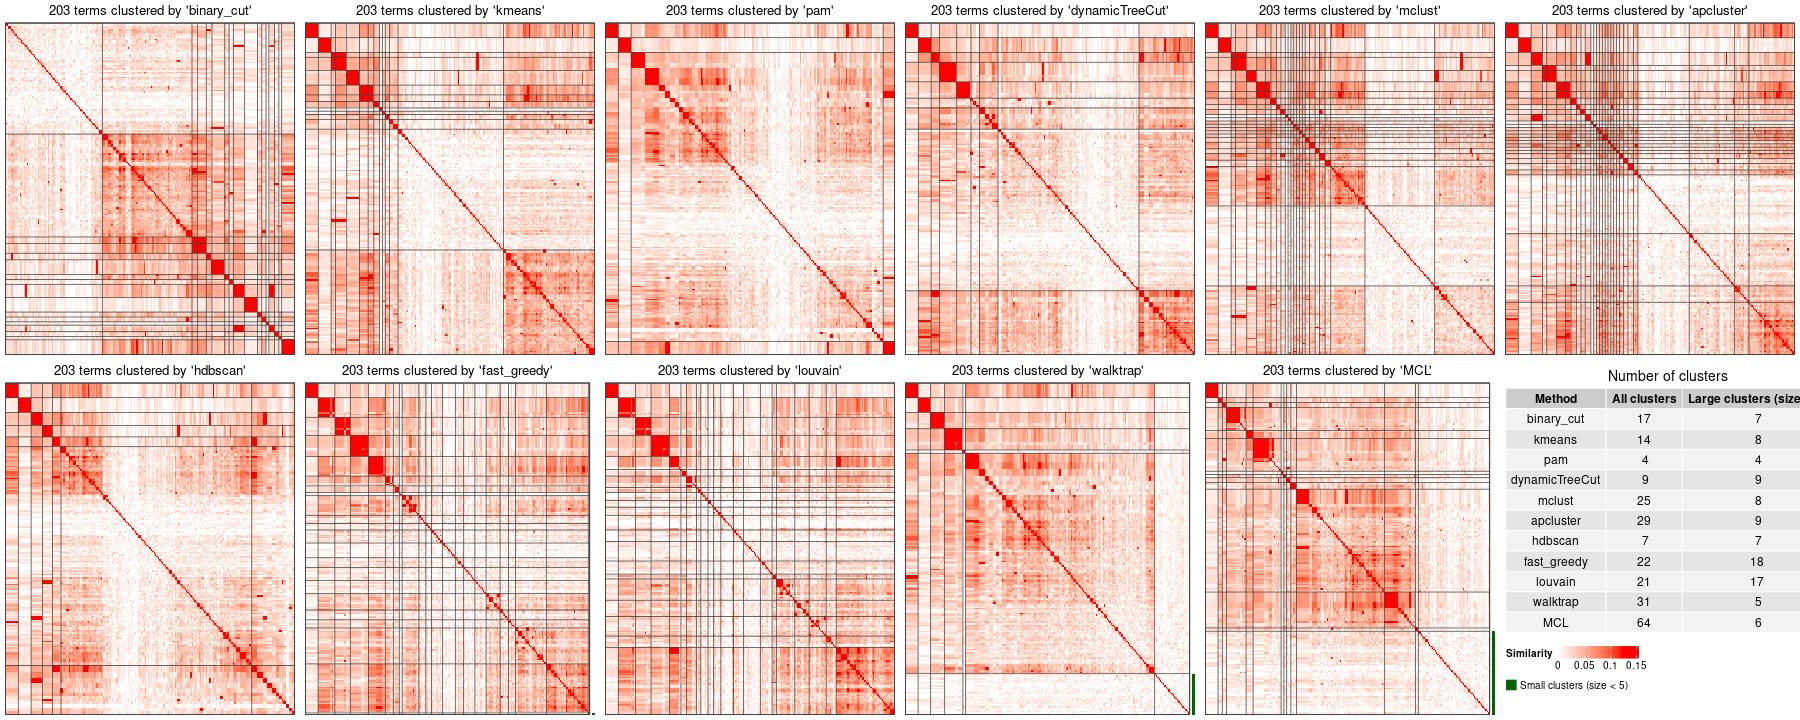 203 terms clustered by 'binary_cut'
203 terms clustered by 'kmeans'
203 terms clustered by 'pam'
203 terms clustered by 'dynamicTreeCut'
203 terms clustered by 'mclust'
203 terms clustered by 'apcluster'
203 terms clustered by 'hdbscan'
203 terms clustered by 'fast_greedy'
203 terms clustered by 'louvain'
203 terms clustered by 'walktrap'
203 terms clustered by 'MCL'
Number of clusters
Method All clusters Large clusters (size
binary_cut 17 7
kmeans 14 8
pam 4 4
dynamicTreeCut 9 9
mclust 25 8
apcluster 29 9
hdbscan 7 7
fast_greedy 22 18
louvain 21 17
walktrap 31 5
MCL 64 6
Similarity
0 0.05 0.1 0.15
Small clusters (size < 5)